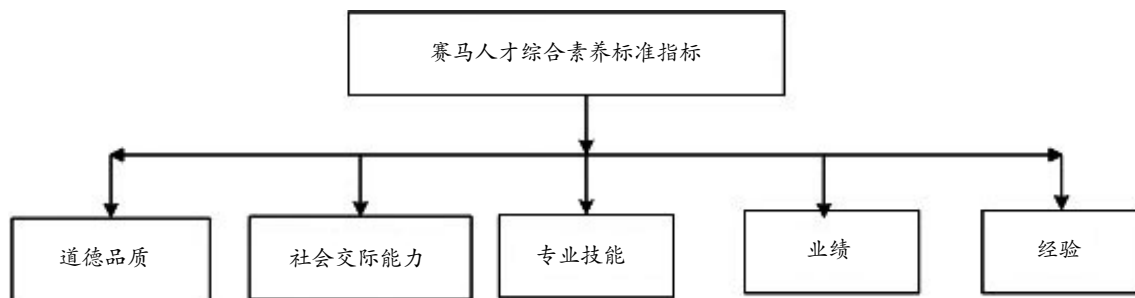 赛马人才综合素养标准指标
道德品质
社会交际能力
专业技能
业绩
经验